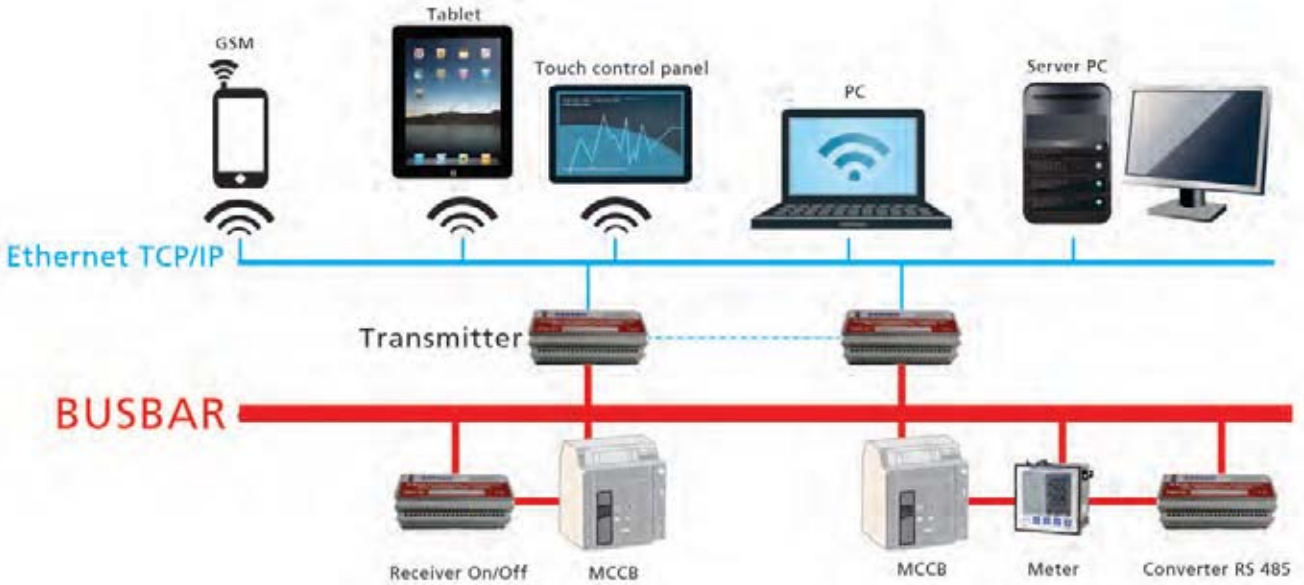 Tablet
GSM
Touch control panel
PC
Server PC
Ethernet TCP/IP
Transmitter
BUSBAR
Receiver On/Off
MCCB
MCCB
Meter
Converter RS 485